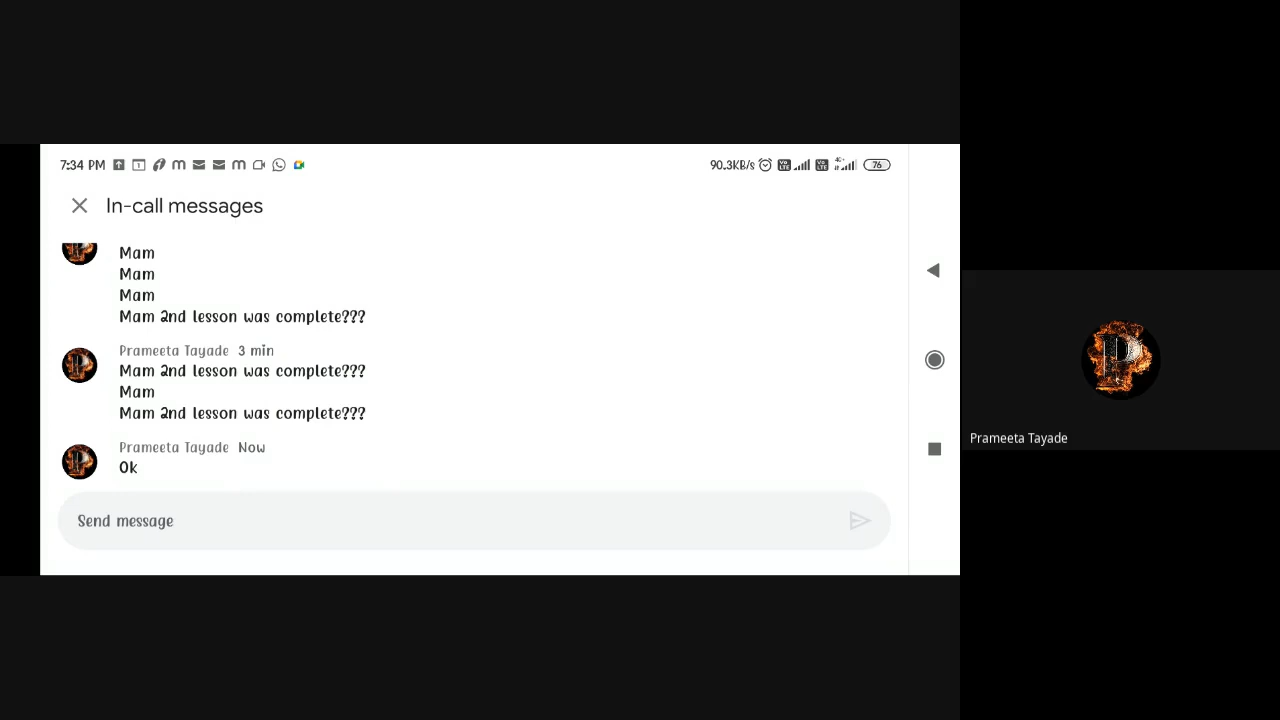 7:34 PM
90.3KB/s
76
In-call messages
Mam
Mam
Mam
Mam 2nd lesson was complete???
Prameeta Tayade 3 min
Mam 2nd lesson was complete???
Mam
Mam 2nd lesson was complete???
Prameeta Tayade Now
Ok
Send message
Prameeta Tayade